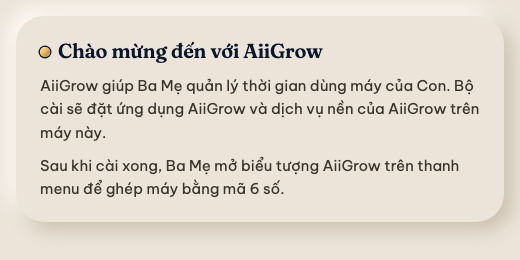 Chào mừng đến với AiiGrow
AiiGrow giúp Ba Mẹ quản lý thời gian dùng máy của Con. Bộ
cài sẽ đặt ứng dụng AiiGrow và dịch vụ nền của AiiGrow trên
máy này.
Sau khi cài xong, Ba Mẹ mở biểu tượng AiiGrow trên thanh
menu để ghép máy bằng mã 6 số.